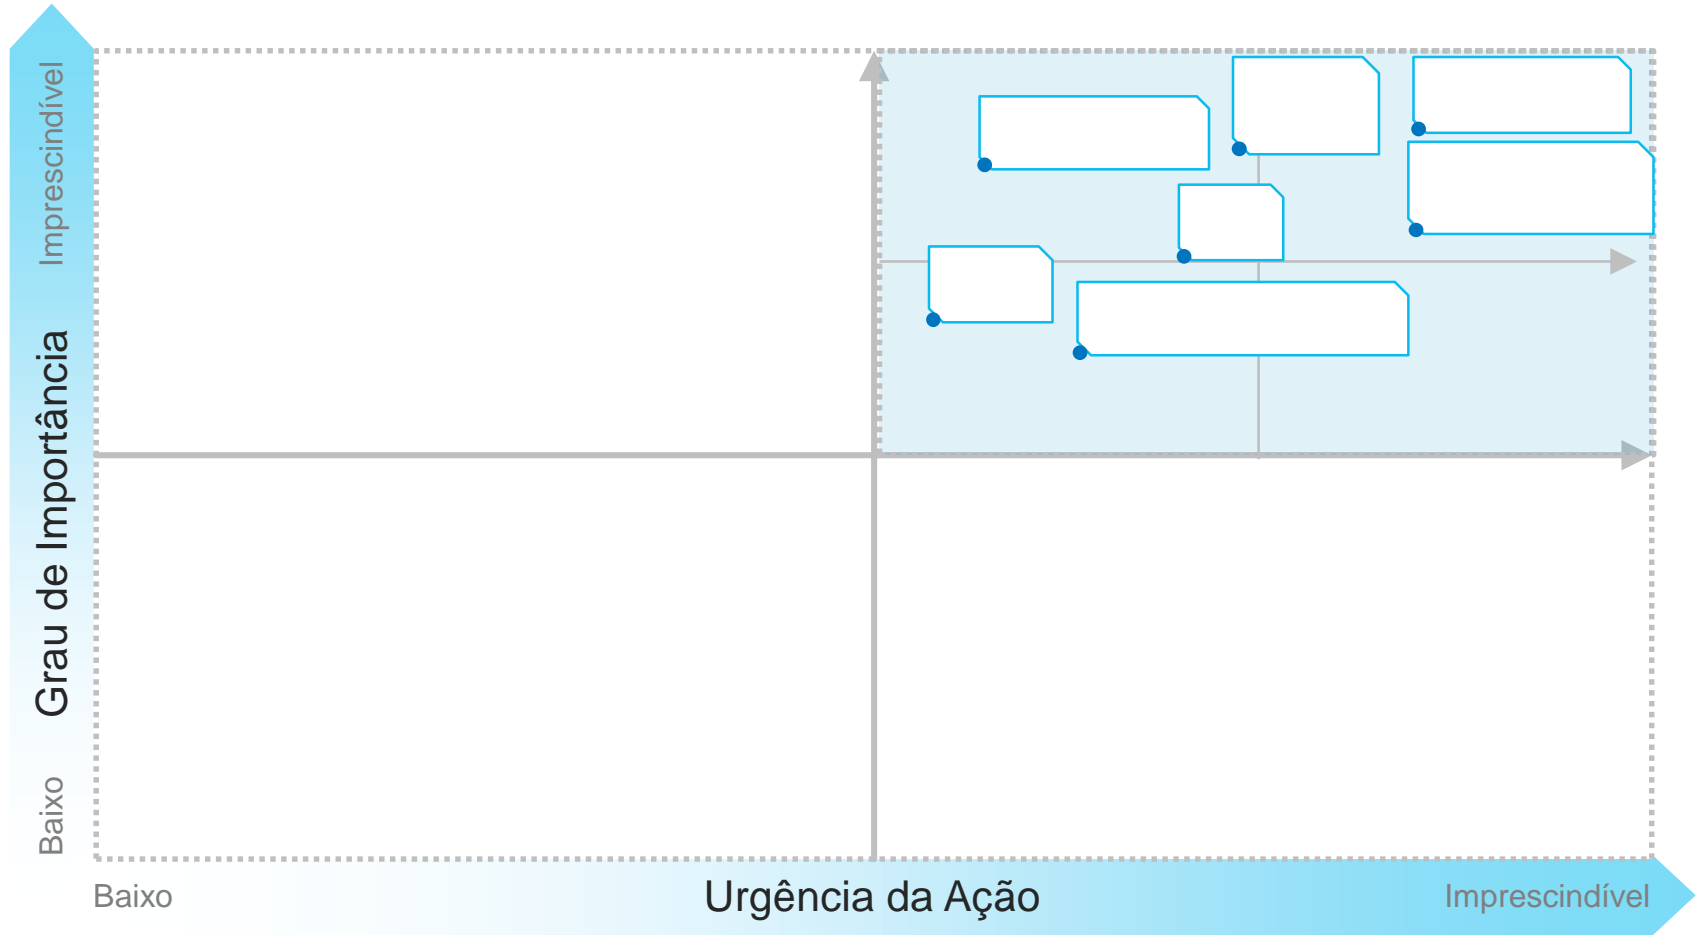 Imprescindível
Grau de Importância
Baixo
Baixo
Urgência da Ação
Imprescindível